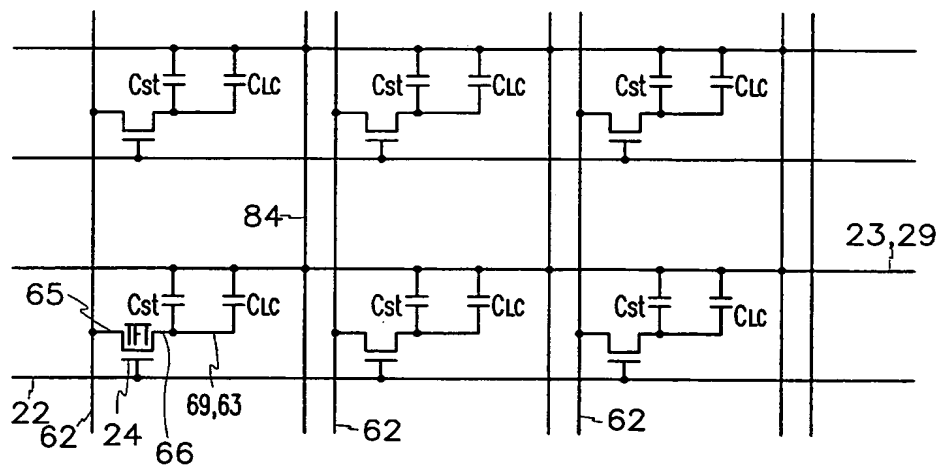 Cst CLC Cst CLC Cst CLC
84
23,29
65 Cst CLC Cst CLC Cst CLC
TFT
22 62 24 69,63 66 62 62